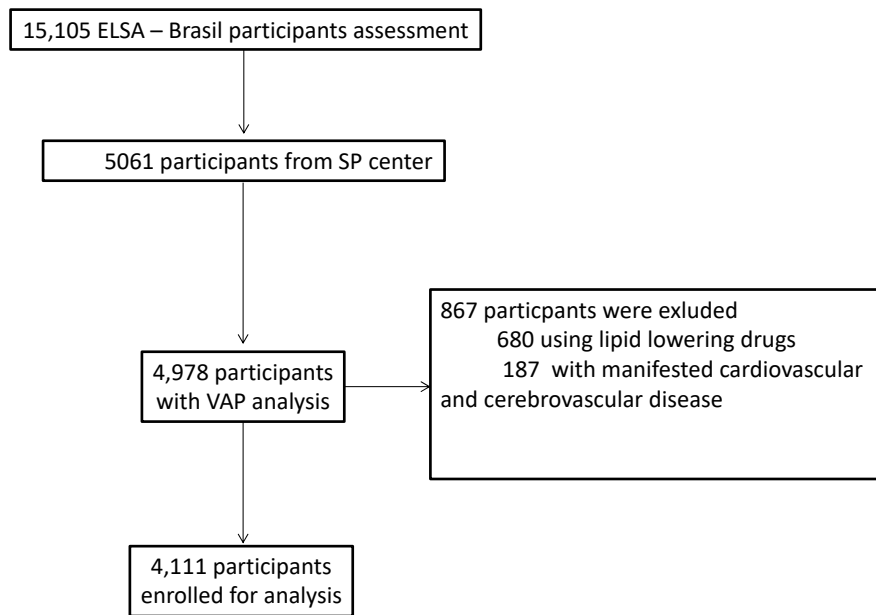 15,105 ELSA – Brasil participants assessment
5061 participants from SP center
867 particpants were exluded
680 using lipid lowering drugs
187 with manifested cardiovascular
and cerebrovascular disease
4,978 participants
with VAP analysis
4,111 participants
enrolled for analysis